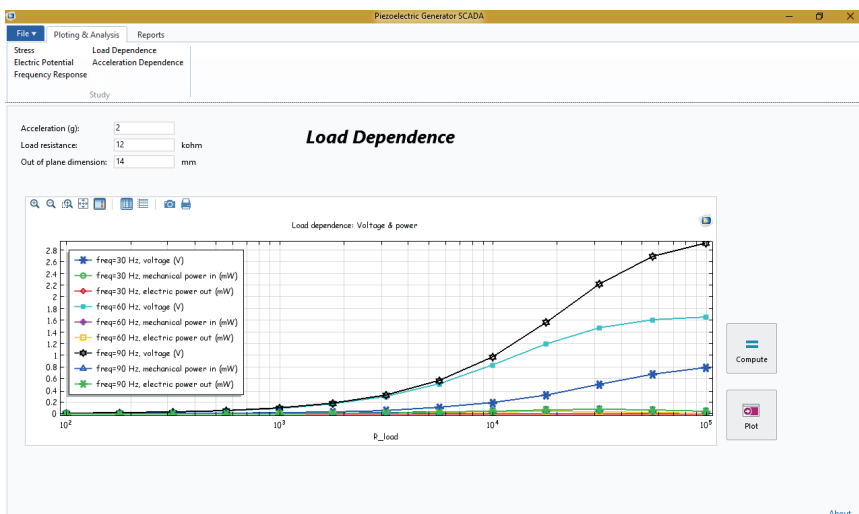 Piezoelectric Generator SCADA
File ▼ Ploting & Analysis Reports
Stress Load Dependence
Electric Potential Acceleration Dependence
Frequency Response
Study
Acceleration (g): 2
Load resistance: 12 kohm
Out of plane dimension: 14 mm
Load Dependence
Load dependence: Voltage & power
2.8
2.6
2.4
2.2
2
1.8
1.6
1.4
1.2
1
0.8
0.6
0.4
0.2
0
freq=30 Hz, voltage (V)
freq=30 Hz, mechanical power in (mW)
freq=30 Hz, electric power out (mW)
freq=60 Hz, voltage (V)
freq=60 Hz, mechanical power in (mW)
freq=60 Hz, electric power out (mW)
freq=90 Hz, voltage (V)
freq=90 Hz, mechanical power in (mW)
freq=90 Hz, electric power out (mW)
10² 10³ 10⁴ 10⁵
R_load
Compute
Plot
About